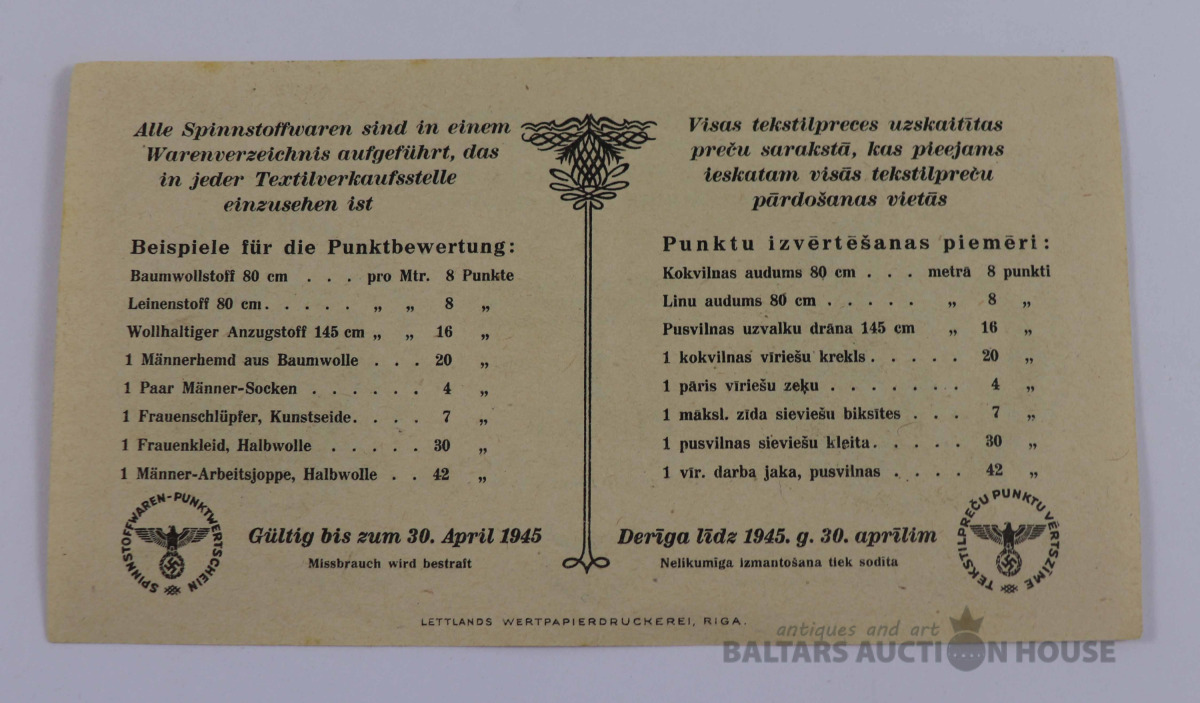 Alle Spinnstoffwaren sind in einem
Warenverzeichnis aufgeführt, das
in jeder Textilverkaufsstelle
einzusehen ist
Beispiele für die Punktbewertung:
Baumwollstoff 80 cm . . . pro Mtr. 8 Punkte
Leinenstoff 80 cm. . . . . „ „ 8 „
Wollhaltiger Anzugstoff 145 cm „ „ 16 „
1 Männerhemd aus Baumwolle . . . 20 „
1 Paar Männer-Socken . . . . . . 4 „
1 Frauenschlüpfer, Kunstseide. . . . 7 „
1 Frauenkleid, Halbwolle . . . . . 30 „
1 Männer-Arbeitsjoppe, Halbwolle . . 42 „
SPINNSTOFFWAREN-PUNKTWERTSCHEIN
Gültig bis zum 30. April 1945
Missbrauch wird bestraft
Visas tekstilpreces uzskaitītas
preču sarakstā, kas pieejams
ieskatam visās tekstilpreču
pārdošanas vietās
Punktu izvērtēšanas piemēri:
Kokvilnas audums 80 cm . . . metrā 8 punkti
Linu audums 80 cm . . . . . „ 8 „
Pusvilnas uzvalku drāna 145 cm „ 16 „
1 kokvilnas vīriešu krekls. . . . . 20 „
1 pāris vīriešu zeķu . . . . . . . 4 „
1 māksl. zīda sieviešu biksītes . . . 7 „
1 pusvilnas sieviešu kleita. . . . . 30 „
1 vīr. darba jaka, pusvilnas . . . . 42 „
Derīga līdz 1945. g. 30. aprīlim
Nelikumīga izmantošana tiek sodīta
TEKSTILPREČU PUNKTU VĒRTSZĪME
LETTLANDS WERTPAPIERDRUCKEREI, RIGA.
antiques and art
BALTARS AUCTION HOUSE